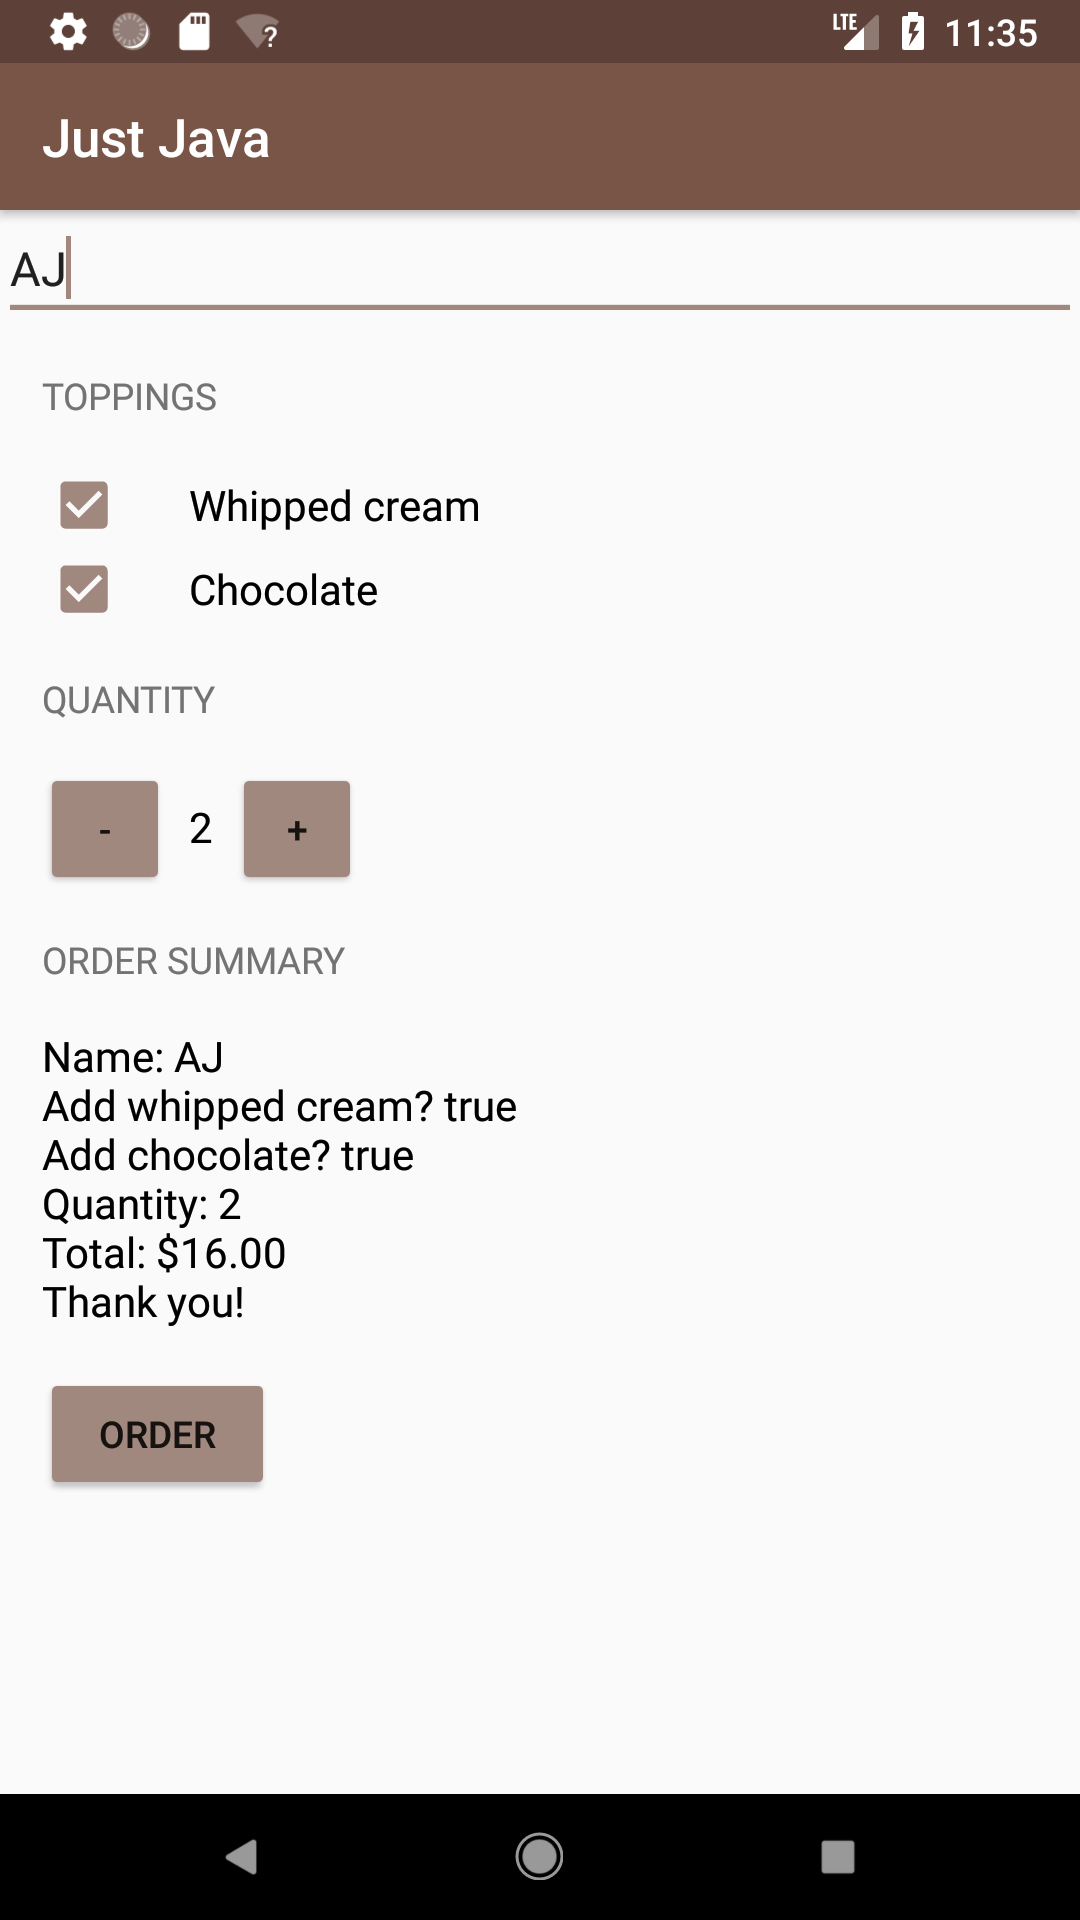 LTE 11:35
Just Java
AJ
TOPPINGS
Whipped cream
Chocolate
QUANTITY
- 2 +
ORDER SUMMARY
Name: AJ
Add whipped cream? true
Add chocolate? true
Quantity: 2
Total: $16.00
Thank you!
ORDER